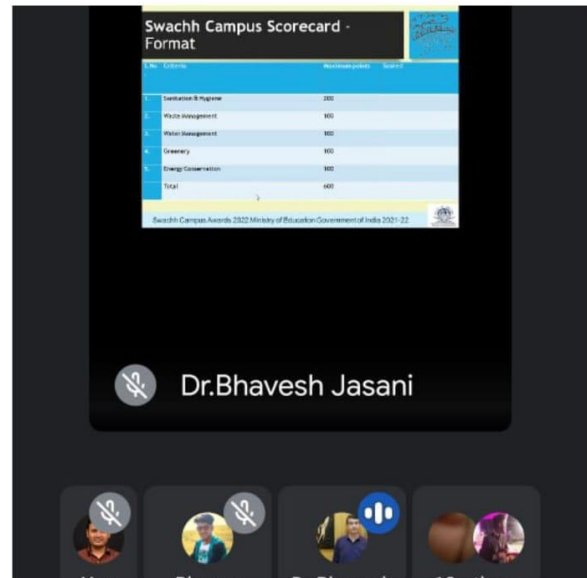 Swachh Campus Scorecard -
Format
S.No Criteria Maximum points Scored
1. Sanitation & Hygiene 200
2. Waste Management 100
3. Water Management 100
4. Greenery 100
5. Energy Conservation 100
Total 600
Swachh Campus Awards 2022 Ministry of Education Government of India 2021-22
Dr.Bhavesh Jasani